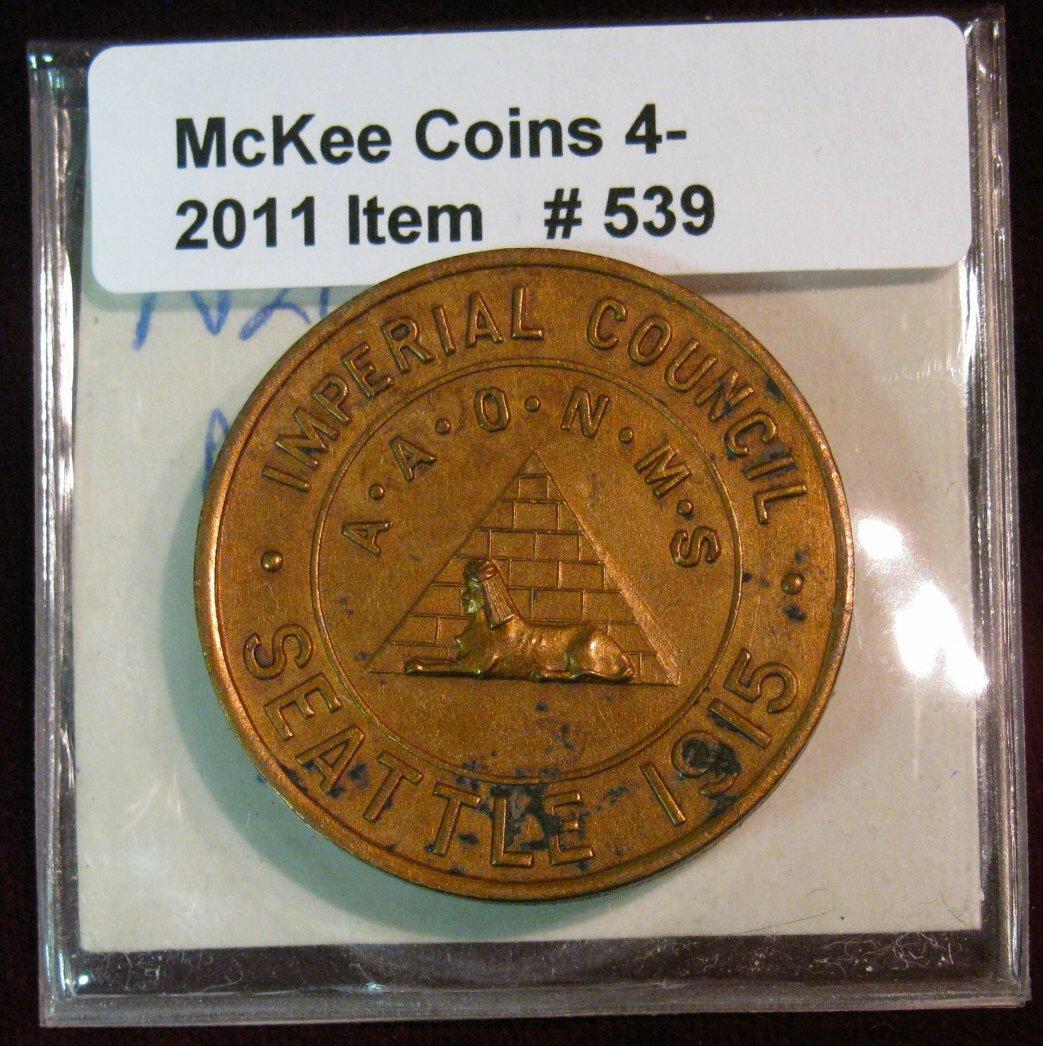 McKee Coins 4-
2011 Item # 539
IMPERIAL COUNCIL
A·A·O·N·M·S
· SEATTLE 1915 ·